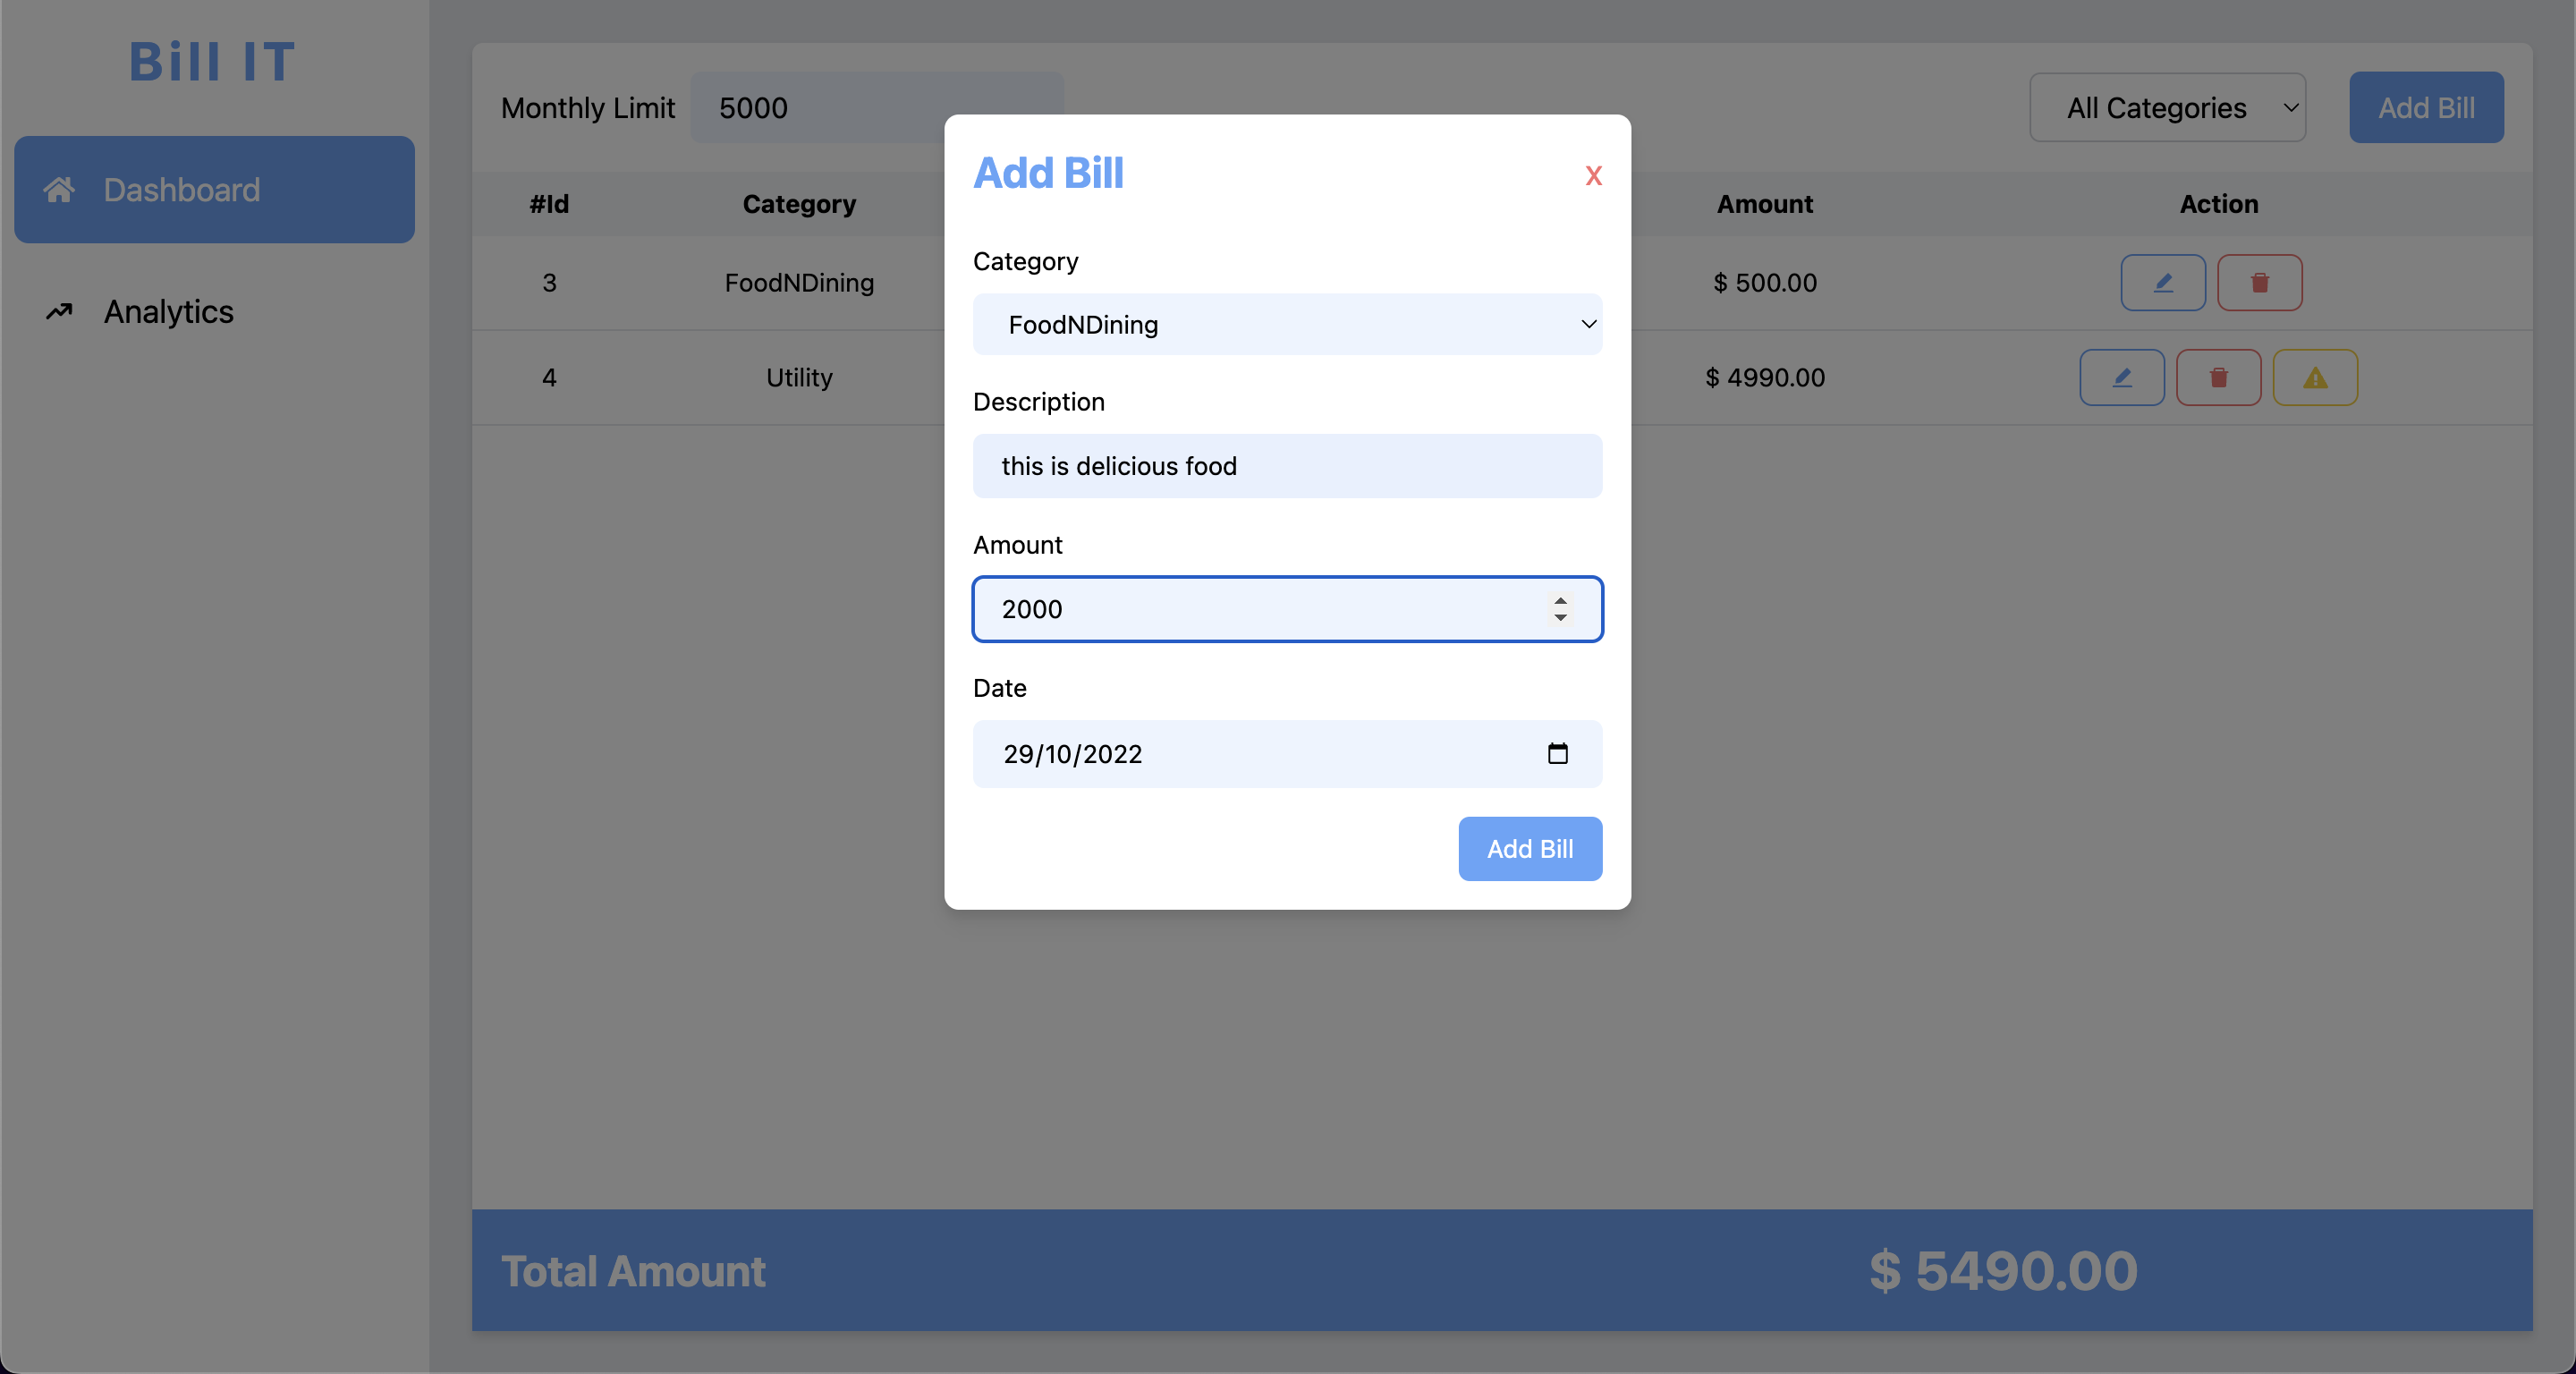 Bill IT
Dashboard
Analytics
Monthly Limit 5000 All Categories Add Bill
#Id Category Amount Action
3 FoodNDining $ 500.00
4 Utility $ 4990.00
Add Bill x
Category
FoodNDining
Description
this is delicious food
Amount
2000
Date
29/10/2022
Add Bill
Total Amount $ 5490.00